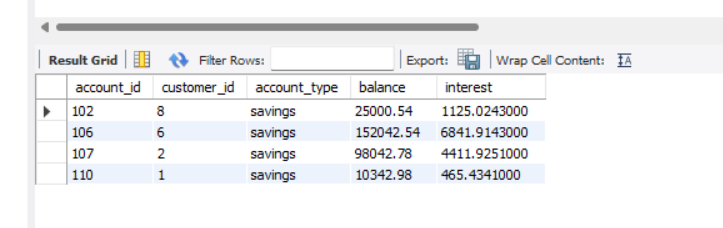 Result Grid Filter Rows: Export: Wrap Cell Content:
account_id customer_id account_type balance interest
102 8 savings 25000.54 1125.0243000
106 6 savings 152042.54 6841.9143000
107 2 savings 98042.78 4411.9251000
110 1 savings 10342.98 465.4341000